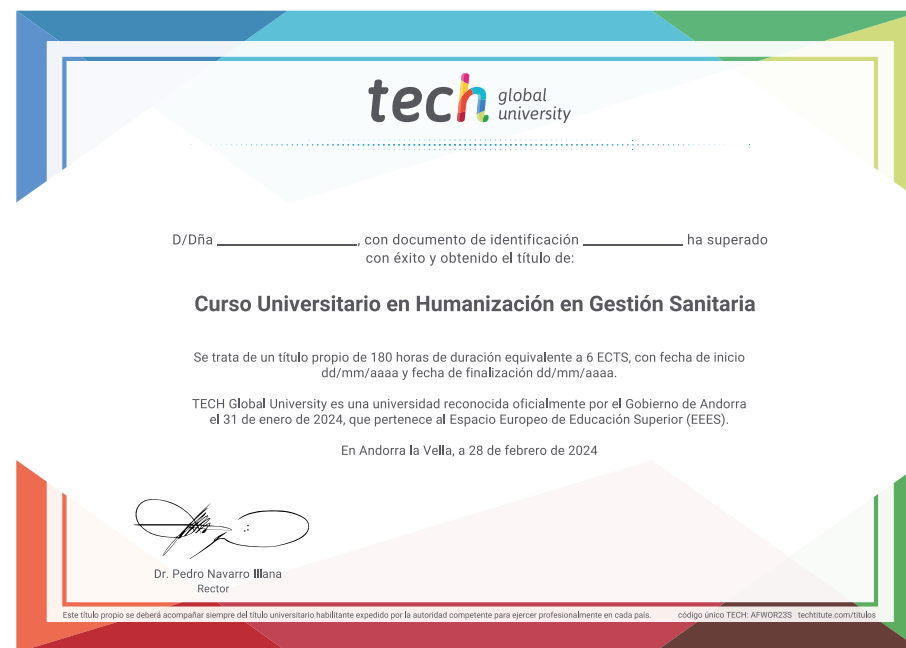 tech global university
D/Dña ______________, con documento de identificación __________ ha superado
con éxito y obtenido el título de:
Curso Universitario en Humanización en Gestión Sanitaria
Se trata de un título propio de 180 horas de duración equivalente a 6 ECTS, con fecha de inicio
dd/mm/aaaa y fecha de finalización dd/mm/aaaa.
TECH Global University es una universidad reconocida oficialmente por el Gobierno de Andorra
el 31 de enero de 2024, que pertenece al Espacio Europeo de Educación Superior (EEES).
En Andorra la Vella, a 28 de febrero de 2024
Dr. Pedro Navarro Illana
Rector
Este título propio se deberá acompañar siempre del título universitario habilitante expedido por la autoridad competente para ejercer profesionalmente en cada país. código único TECH: AFWOR23S techtitute.com/titulos